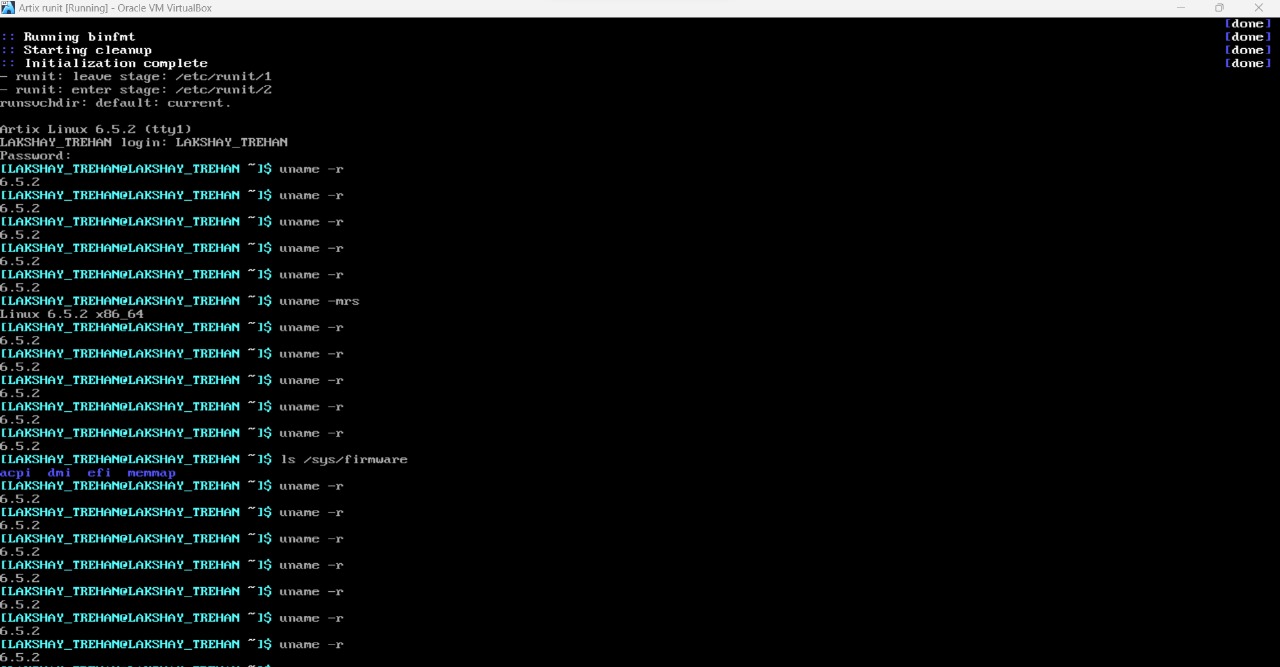 Artix runit [Running] - Oracle VM VirtualBox
[done]
:: Running binfmt [done]
:: Starting cleanup [done]
:: Initialization complete [done]
- runit: leave stage: /etc/runit/1
- runit: enter stage: /etc/runit/2
runsvchdir: default: current.
Artix Linux 6.5.2 (tty1)
LAKSHAY_TREHAN login: LAKSHAY_TREHAN
Password:
[LAKSHAY_TREHAN@LAKSHAY_TREHAN ~]$ uname -r
6.5.2
[LAKSHAY_TREHAN@LAKSHAY_TREHAN ~]$ uname -r
6.5.2
[LAKSHAY_TREHAN@LAKSHAY_TREHAN ~]$ uname -r
6.5.2
[LAKSHAY_TREHAN@LAKSHAY_TREHAN ~]$ uname -r
6.5.2
[LAKSHAY_TREHAN@LAKSHAY_TREHAN ~]$ uname -r
6.5.2
[LAKSHAY_TREHAN@LAKSHAY_TREHAN ~]$ uname -mrs
Linux 6.5.2 x86_64
[LAKSHAY_TREHAN@LAKSHAY_TREHAN ~]$ uname -r
6.5.2
[LAKSHAY_TREHAN@LAKSHAY_TREHAN ~]$ uname -r
6.5.2
[LAKSHAY_TREHAN@LAKSHAY_TREHAN ~]$ uname -r
6.5.2
[LAKSHAY_TREHAN@LAKSHAY_TREHAN ~]$ uname -r
6.5.2
[LAKSHAY_TREHAN@LAKSHAY_TREHAN ~]$ uname -r
6.5.2
[LAKSHAY_TREHAN@LAKSHAY_TREHAN ~]$ ls /sys/firmware
acpi dmi efi memmap
[LAKSHAY_TREHAN@LAKSHAY_TREHAN ~]$ uname -r
6.5.2
[LAKSHAY_TREHAN@LAKSHAY_TREHAN ~]$ uname -r
6.5.2
[LAKSHAY_TREHAN@LAKSHAY_TREHAN ~]$ uname -r
6.5.2
[LAKSHAY_TREHAN@LAKSHAY_TREHAN ~]$ uname -r
6.5.2
[LAKSHAY_TREHAN@LAKSHAY_TREHAN ~]$ uname -r
6.5.2
[LAKSHAY_TREHAN@LAKSHAY_TREHAN ~]$ uname -r
6.5.2
[LAKSHAY_TREHAN@LAKSHAY_TREHAN ~]$ uname -r
6.5.2